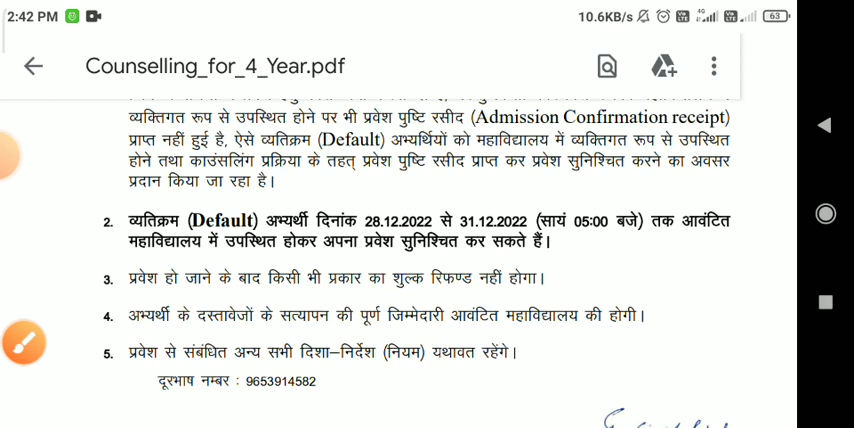 2:42 PM 10.6KB/s 4G 63
Counselling_for_4_Year.pdf
व्यक्तिगत रूप से उपस्थित होने पर भी प्रवेश पुष्टि रसीद (Admission Confirmation receipt)
प्राप्त नहीं हुई है, ऐसे व्यतिक्रम (Default) अभ्यर्थियों को महाविद्यालय में व्यक्तिगत रूप से उपस्थित
होने तथा काउंसलिंग प्रक्रिया के तहत् प्रवेश पुष्टि रसीद प्राप्त कर प्रवेश सुनिश्चित करने का अवसर
प्रदान किया जा रहा है।
2. व्यतिक्रम (Default) अभ्यर्थी दिनांक 28.12.2022 से 31.12.2022 (सायं 05:00 बजे) तक आवंटित
महाविद्यालय में उपस्थित होकर अपना प्रवेश सुनिश्चित कर सकते हैं।
3. प्रवेश हो जाने के बाद किसी भी प्रकार का शुल्क रिफण्ड नहीं होगा।
4. अभ्यर्थी के दस्तावेजों के सत्यापन की पूर्ण जिम्मेदारी आवंटित महाविद्यालय की होगी।
5. प्रवेश से संबंधित अन्य सभी दिशा–निर्देश (नियम) यथावत रहेंगे।
दूरभाष नम्बर : 9653914582